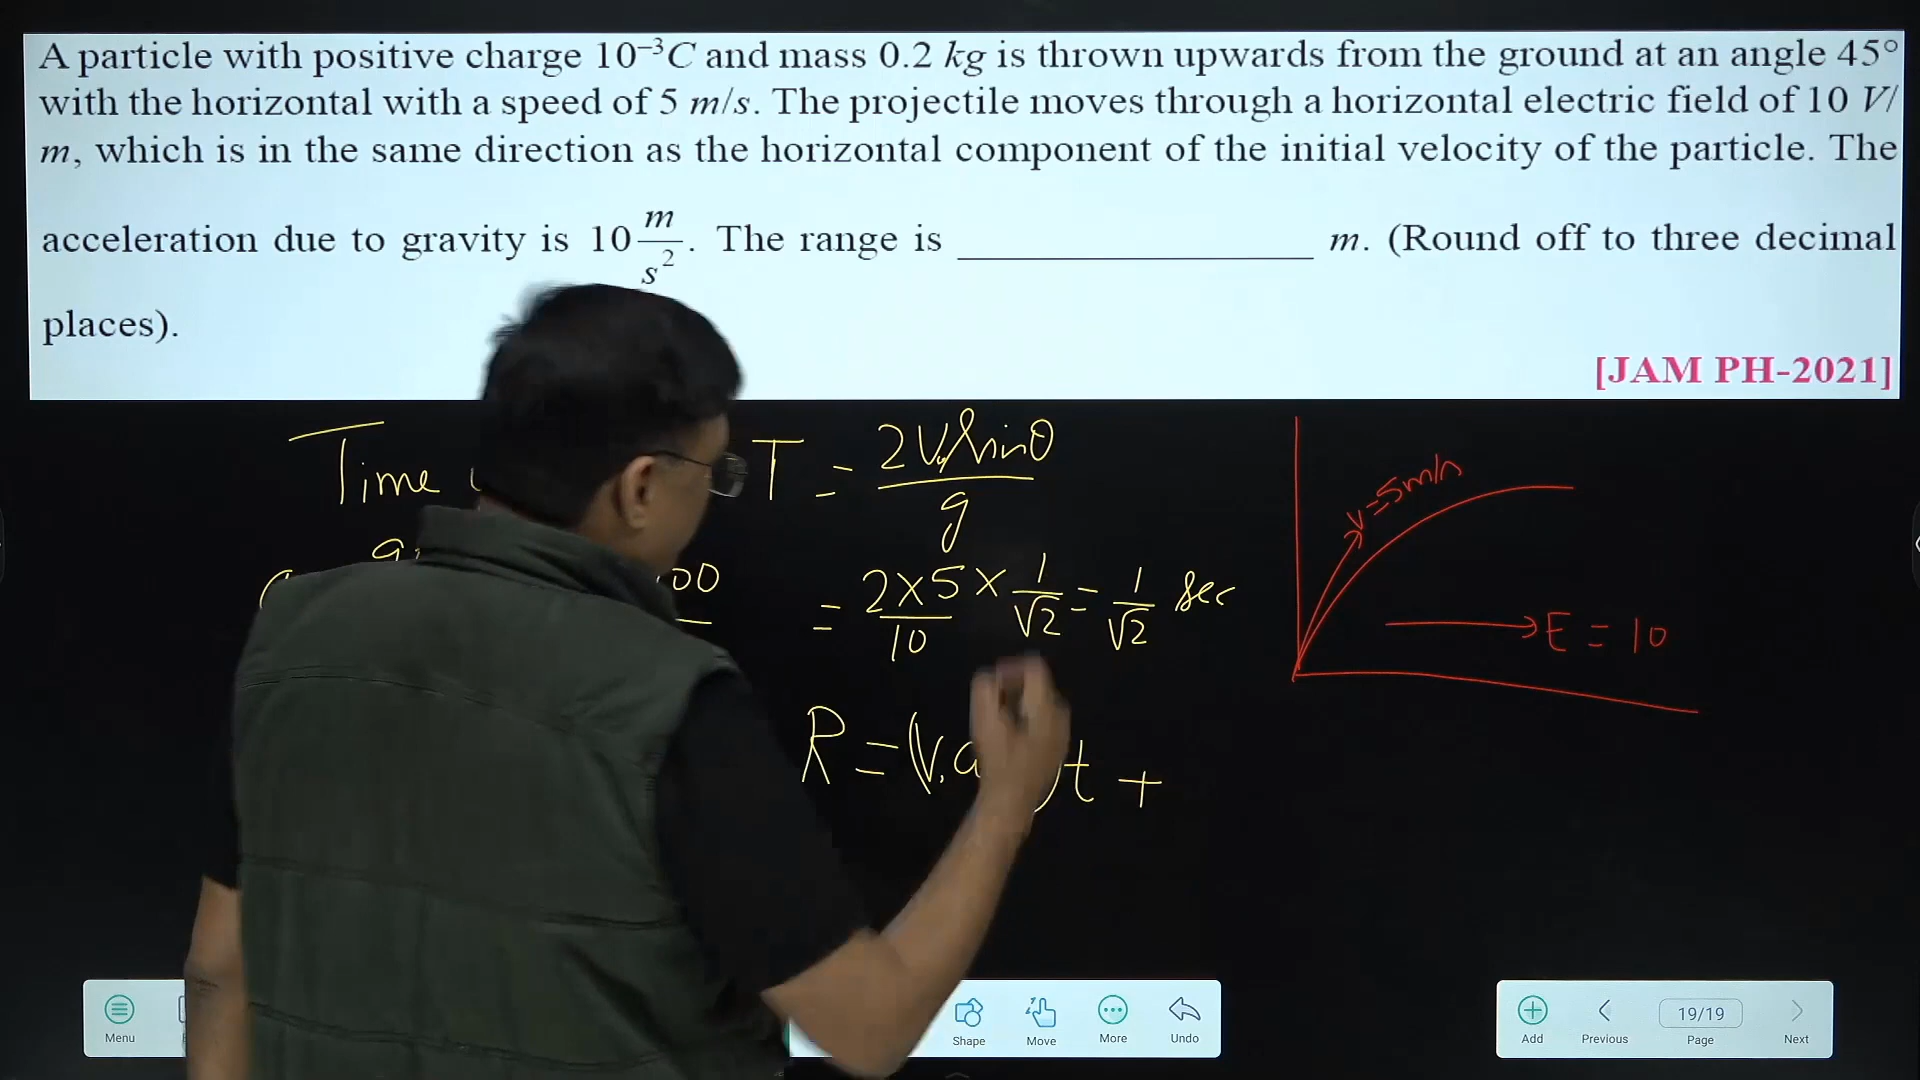 A particle with positive charge 10⁻³C and mass 0.2 kg is thrown upwards from the ground at an angle 45°
with the horizontal with a speed of 5 m/s. The projectile moves through a horizontal electric field of 10 V/
m, which is in the same direction as the horizontal component of the initial velocity of the particle. The
acceleration due to gravity is 10 m/s². The range is ____________ m. (Round off to three decimal
places).
[JAM PH-2021]
Time T = 2V₀sinθ/g
= 2×5/10 × 1/√2 = 1/√2 sec
R = (V₀ )t +
v=5m/s
E = 10
Menu
Shape
Move
More
Undo
Add
Previous
19/19
Page
Next